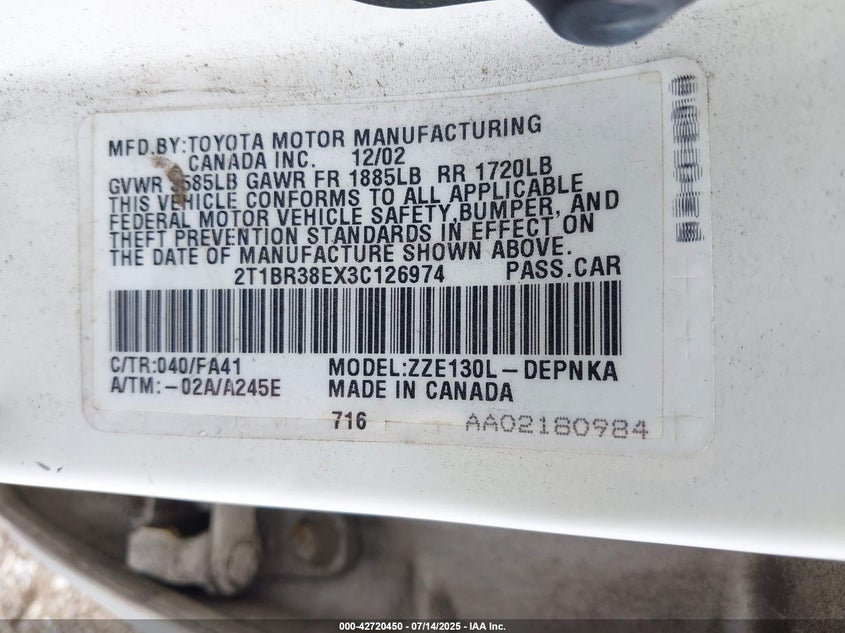 MFD.BY:TOYOTA MOTOR MANUFACTURING
CANADA INC. 12/02
GVWR 585LB GAWR FR 1885LB RR 1720LB
THIS VEHICLE CONFORMS TO ALL APPLICABLE
FEDERAL MOTOR VEHICLE SAFETY,BUMPER, AND
THEFT PREVENTION STANDARDS IN EFFECT ON
THE DATE OF MANUFACTURE SHOWN ABOVE.
2T1BR38EX3C126974 PASS.CAR
C/TR:040/FA41 MODEL:ZZE130L-DEPNKA
A/TM:-02A/A245E MADE IN CANADA
716 AA02180984
000-42720450 | 07/14/2025 | IAA Inc.